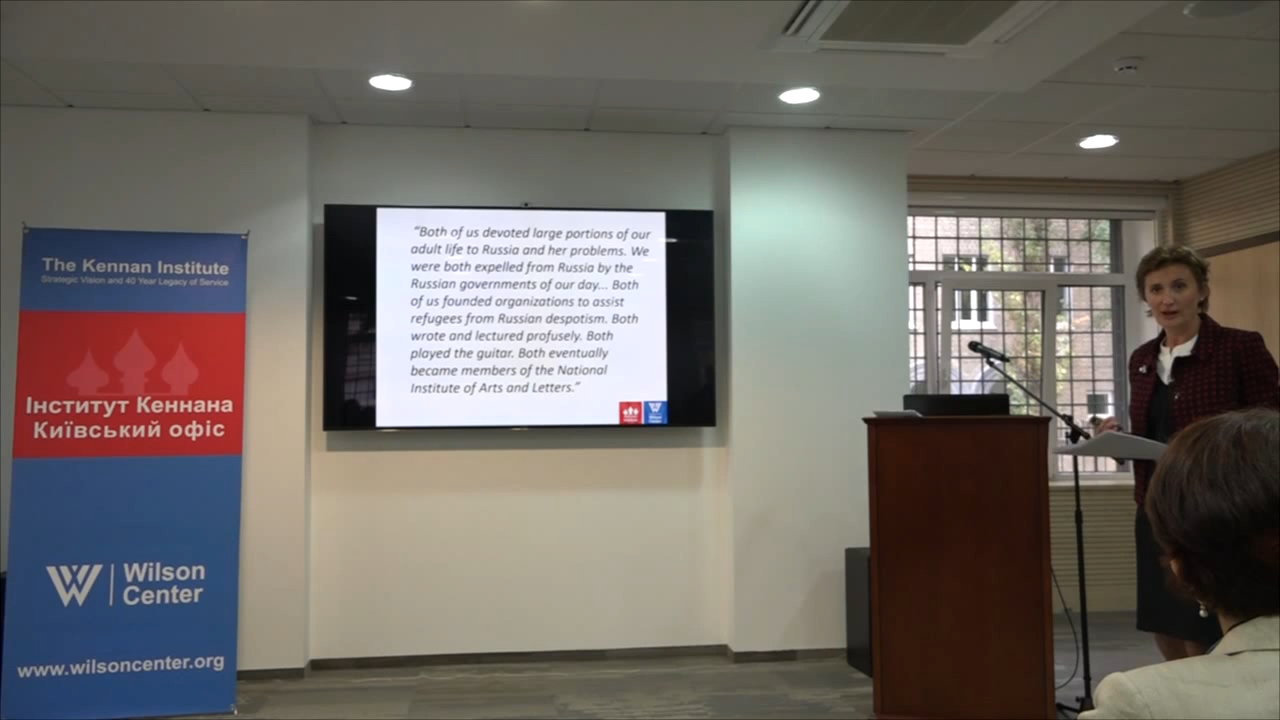 The Kennan Institute
Strategic Vision and 40 Year Legacy of Service
Інститут Кеннана
Київський офіс
Wilson
Center
www.wilsoncenter.org
“Both of us devoted large portions of our
adult life to Russia and her problems. We
were both expelled from Russia by the
Russian governments of our day... Both
of us founded organizations to assist
refugees from Russian despotism. Both
wrote and lectured profusely. Both
played the guitar. Both eventually
became members of the National
Institute of Arts and Letters.”